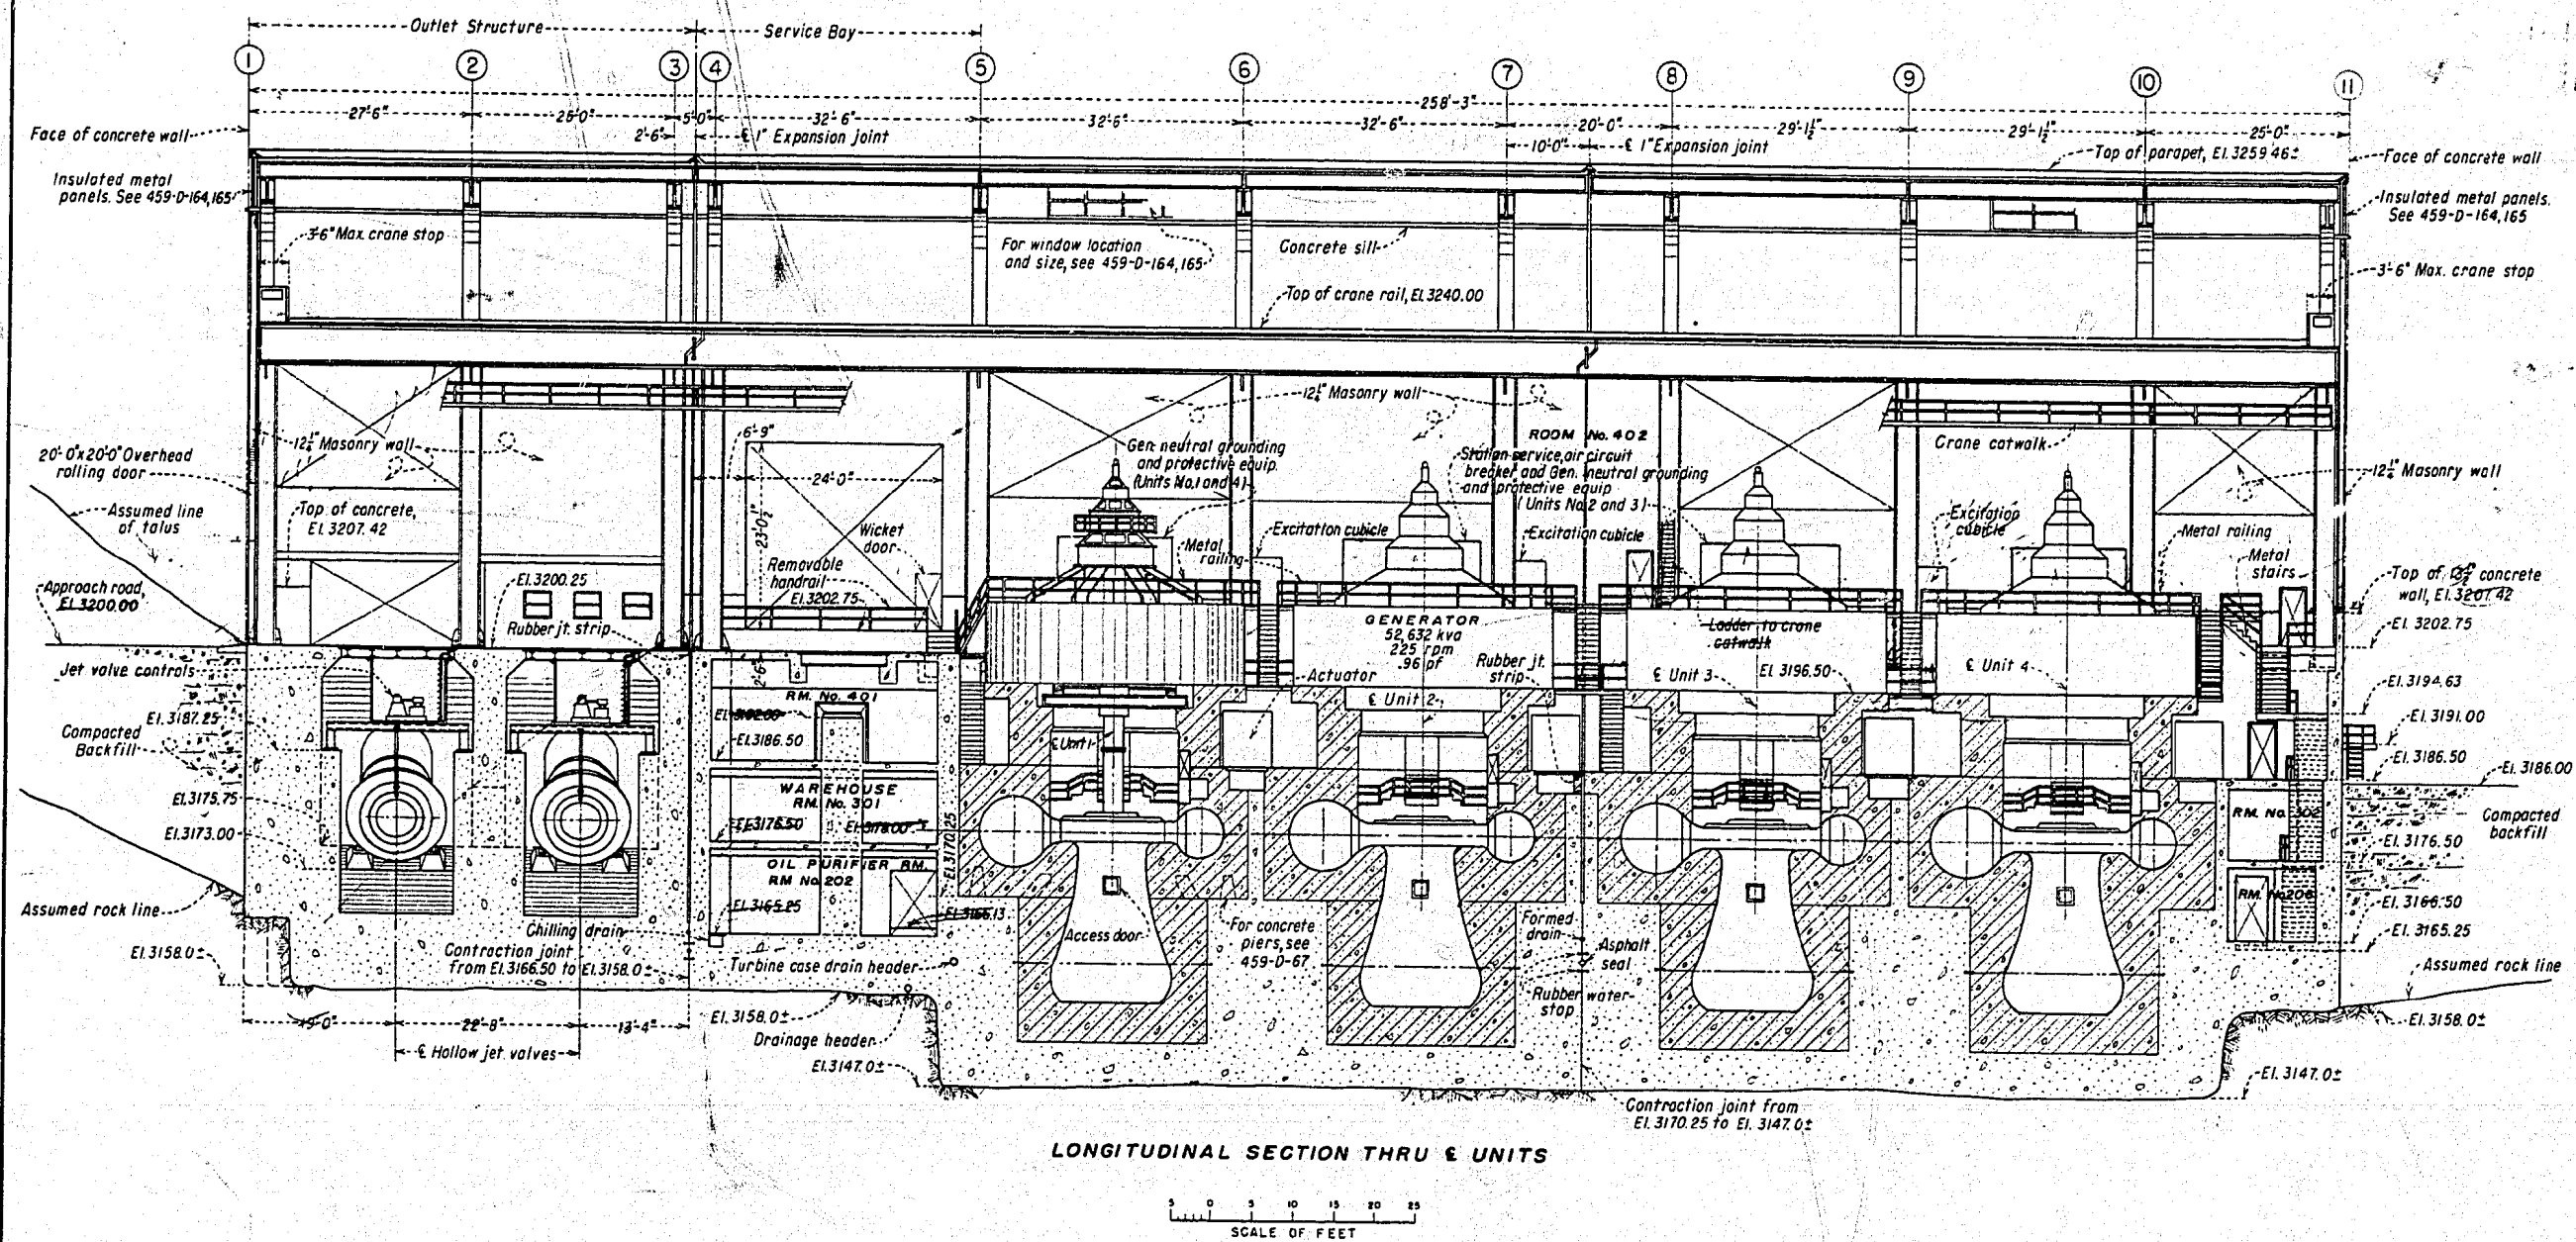 Outlet Structure
Service Bay
1
2
3
4
5
6
7
8
9
10
11
258'-3"
27'-6"
5'-0"
32'-6"
32'-6"
32'-6"
20'-0"
29'-1½"
29'-1½"
25'-0"
2'-6"
℄ 1" Expansion joint
10'-0"
℄ 1" Expansion joint
Face of concrete wall
Top of parapet, El. 3259.46±
Face of concrete wall
Insulated metal
panels. See 459-D-164,165
Insulated metal panels.
See 459-D-164,165
3'-6" Max. crane stop
For window location
and size, see 459-D-164,165
Concrete sill
3'-6" Max. crane stop
Top of crane rail, El. 3240.00
12¼" Masonry wall
6'-9"
12¼" Masonry wall
20'-0"x20'-0" Overhead
rolling door
Gen. neutral grounding
and protective equip.
(Units No. 1 and 4)
ROOM No. 402
Station-service, air circuit
breaker and Gen. neutral grounding
and protective equip
(Units No. 2 and 3)
Crane catwalk
12¼" Masonry wall
24'-0"
23'-0½"
Assumed line
of talus
Top of concrete,
El. 3207.42
Wicket
door
Excitation cubicle
Excitation cubicle
Excitation
cubicle
Metal railing
Metal
railing
Metal
stairs
Removable
handrail
El. 3202.75
El. 3200.25
Approach road,
El. 3200.00
Top of concrete
wall, El. 3207.42
Rubber jt. strip
GENERATOR
52,632 kva
225 rpm
.96 pf
Ladder to crane
catwalk
El. 3202.75
Jet valve controls
2'-6"
RM. No. 401
Actuator
Rubber jt.
strip
℄ Unit 3
El. 3196.50
℄ Unit 4
El. 3194.63
El. 3187.25
℄ Unit 2
El. 3191.00
Compacted
Backfill
El. 3186.50
℄ Unit 1
El. 3186.50
El. 3186.00
El. 3175.75
WAREHOUSE
RM. No. 301
El. 3176.50
El. 3170.25
RM. No. 302
Compacted
backfill
El. 3173.00
El. 3176.50
OIL PURIFIER RM.
RM No. 202
El. 3165.25
El. 3166.13
RM. No. 206
El. 3166.50
Assumed rock line
El. 3165.25
Chilling drain
Contraction joint
from El. 3166.50 to El. 3158.0±
Access door
For concrete
piers, see
459-D-67
Formed
drain
Asphalt
seal
El. 3158.0±
Turbine case drain header
Assumed rock line
Rubber water-
stop
19'-0"
22'-8"
13'-4"
El. 3158.0±
El. 3158.0±
℄ Hollow jet valves
Drainage header
El. 3147.0±
El. 3147.0±
Contraction joint from
El. 3170.25 to El. 3147.0±
LONGITUDINAL SECTION THRU ℄ UNITS
5 0 5 10 15 20 25
SCALE OF FEET